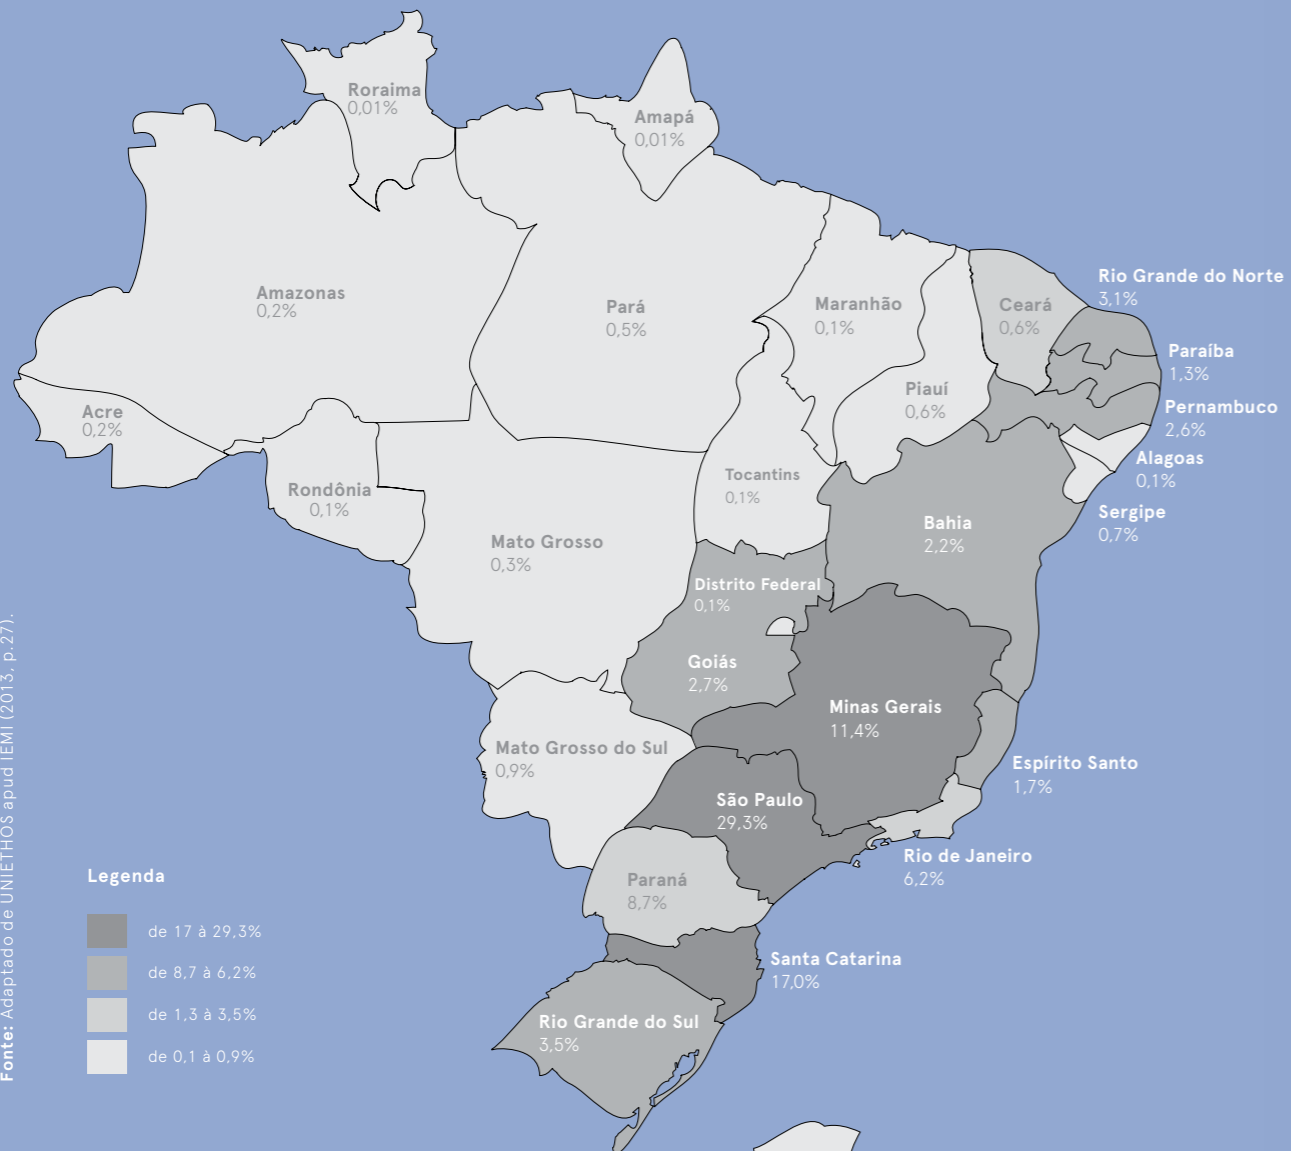 Roraima
0,01%
Amapá
0,01%
Amazonas
0,2%
Pará
0,5%
Maranhão
0,1%
Ceará
0,6%
Rio Grande do Norte
3,1%
Paraíba
1,3%
Piauí
0,6%
Pernambuco
2,6%
Acre
0,2%
Alagoas
0,1%
Rondônia
0,1%
Tocantins
0,1%
Sergipe
0,7%
Bahia
2,2%
Mato Grosso
0,3%
Distrito Federal
0,1%
Goiás
2,7%
Minas Gerais
11,4%
Mato Grosso do Sul
0,9%
Espírito Santo
1,7%
São Paulo
29,3%
Rio de Janeiro
6,2%
Paraná
8,7%
Santa Catarina
17,0%
Rio Grande do Sul
3,5%
Legenda
de 17 à 29,3%
de 8,7 à 6,2%
de 1,3 à 3,5%
de 0,1 à 0,9%
Fonte: Adaptado de UNIETHOS apud IEMI (2013, p.27).